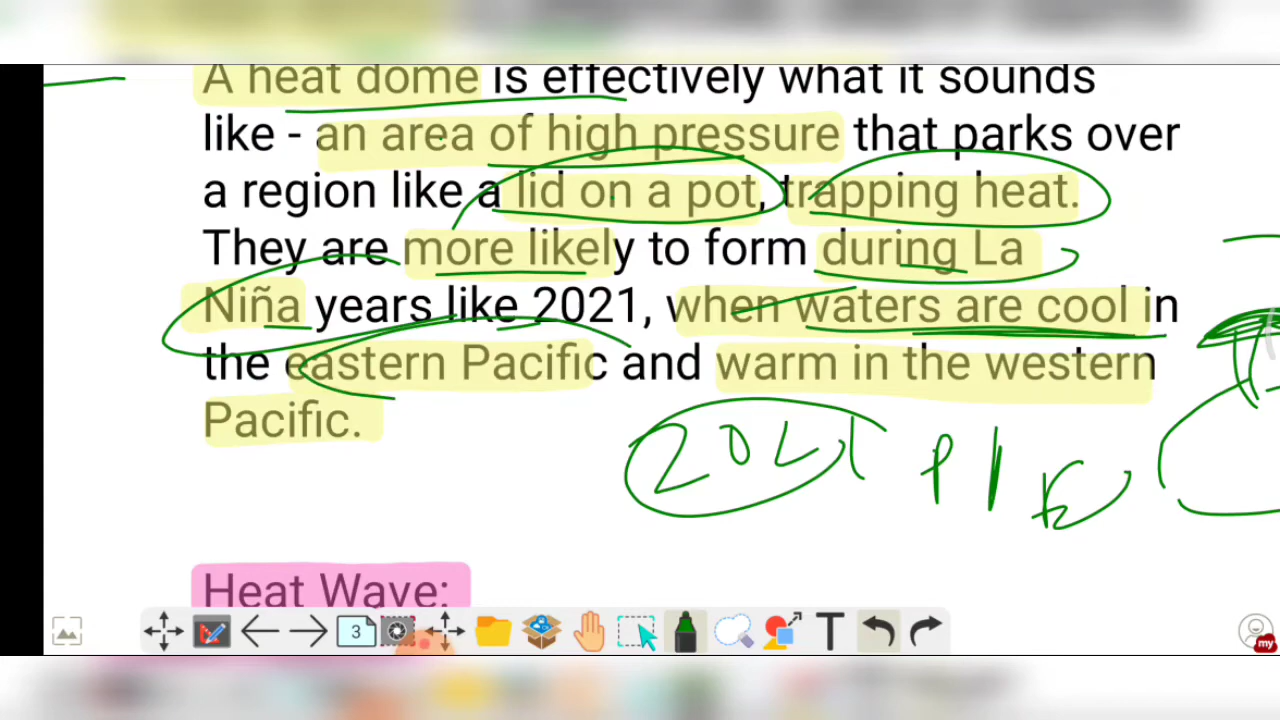 A heat dome is effectively what it sounds
like - an area of high pressure that parks over
a region like a lid on a pot, trapping heat.
They are more likely to form during La
Niña years like 2021, when waters are cool in
the eastern Pacific and warm in the western
Pacific.
2021
Heat Wave:
3
T
my